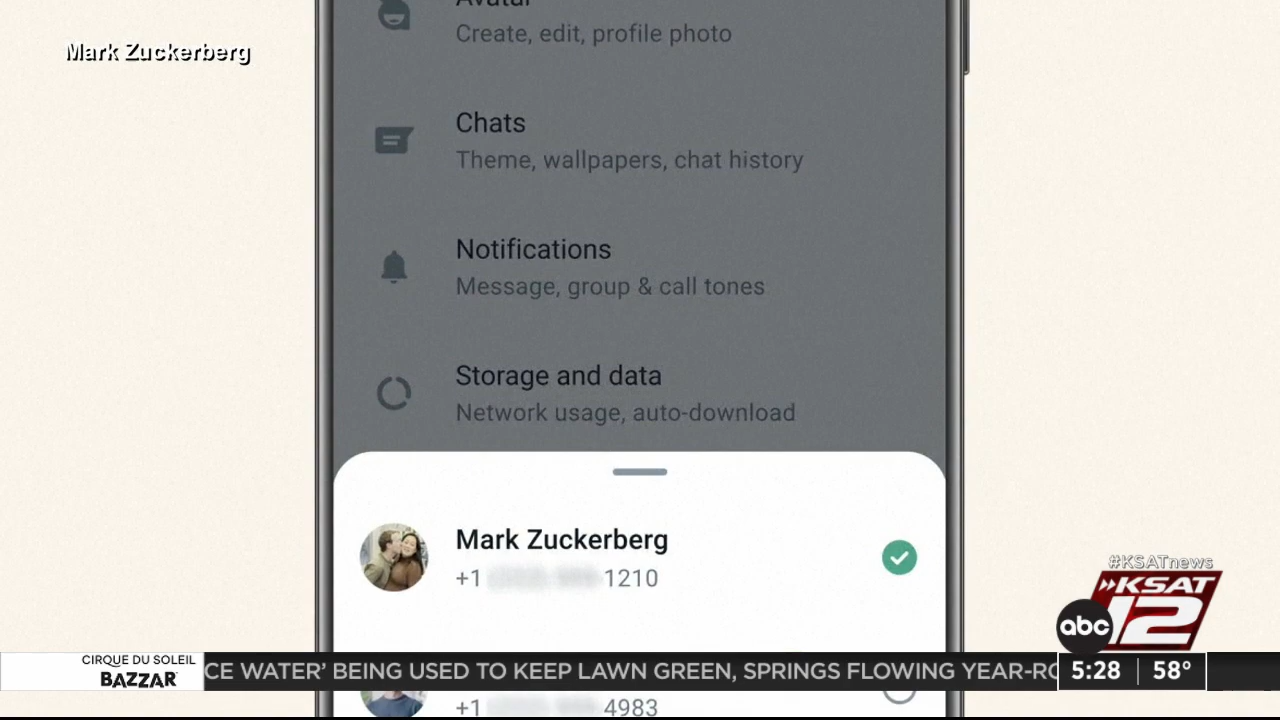 Mark Zuckerberg
Avatar
Create, edit, profile photo
Chats
Theme, wallpapers, chat history
Notifications
Message, group & call tones
Storage and data
Network usage, auto-download
Mark Zuckerberg
+1 1210
+1 4983
#KSATnews
KSAT
12
abc
CIRQUE DU SOLEIL
BAZZAR
CE WATER' BEING USED TO KEEP LAWN GREEN, SPRINGS FLOWING YEAR-RO
5:28 58°